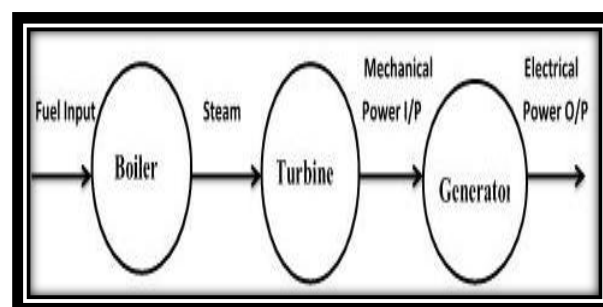 Fuel Input
Steam
Mechanical
Power I/P
Electrical
Power O/P
Boiler
Turbine
Generator